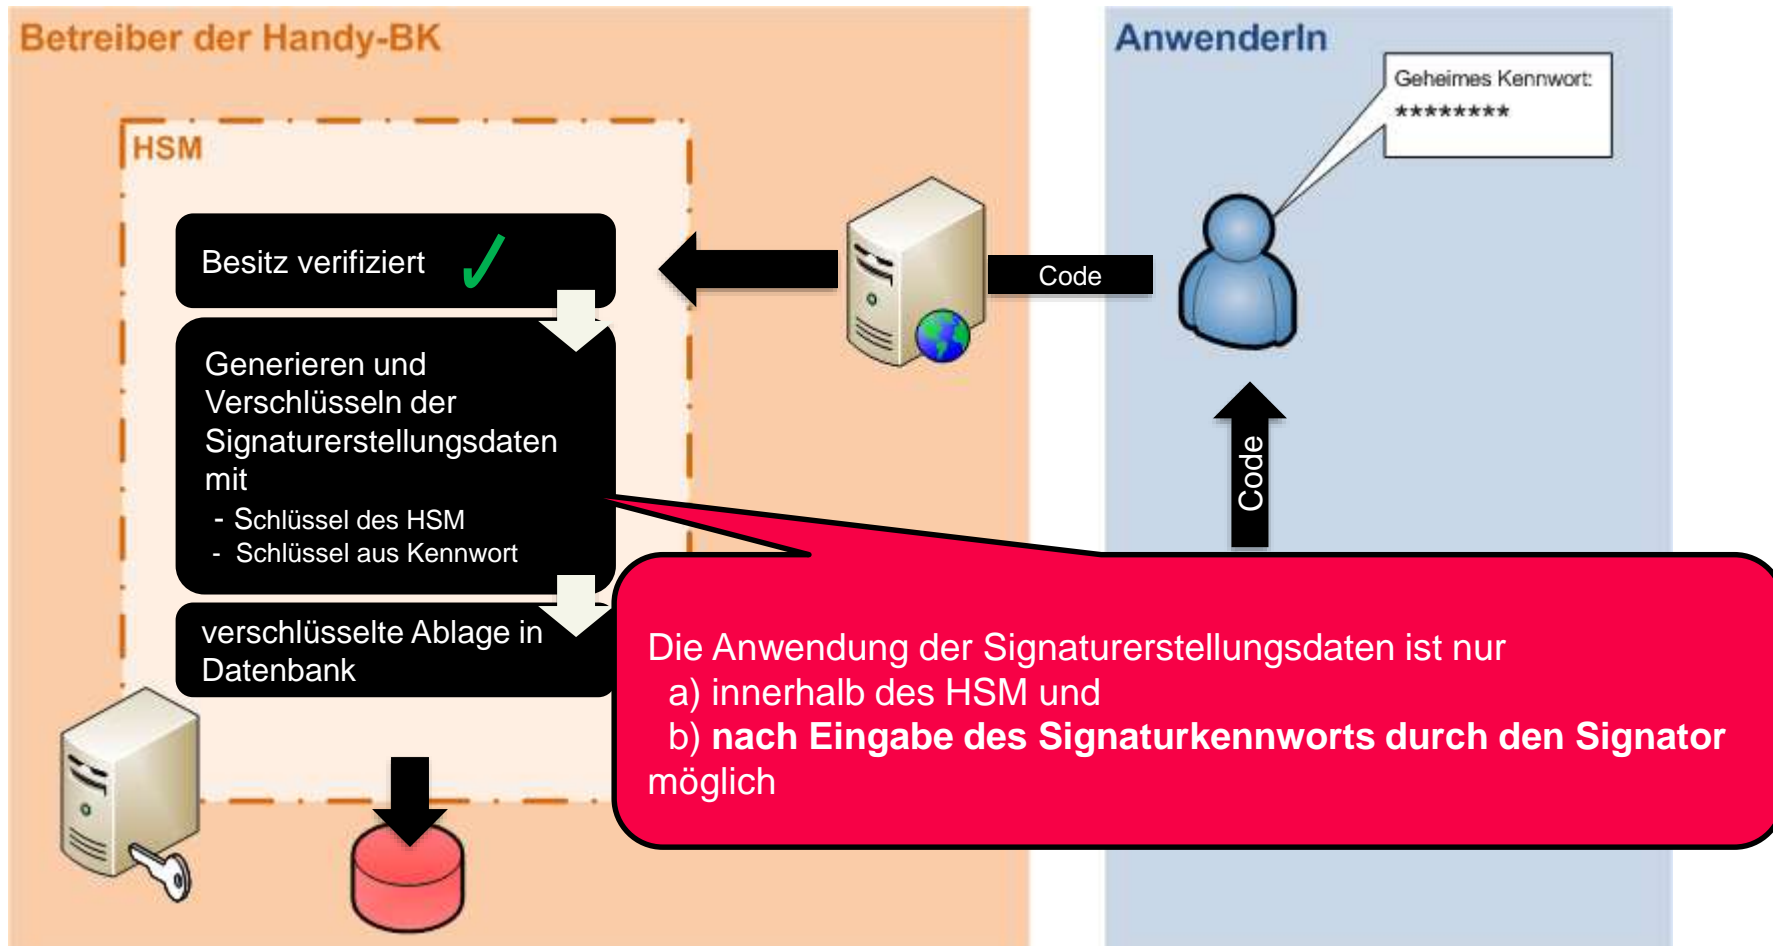 Betreiber der Handy-BK
AnwenderIn
Geheimes Kennwort:
********
HSM
Besitz verifiziert
Code
Generieren und
Verschlüsseln der
Signaturerstellungsdaten
mit
- Schlüssel des HSM
- Schlüssel aus Kennwort
Code
verschlüsselte Ablage in
Datenbank
Die Anwendung der Signaturerstellungsdaten ist nur
a) innerhalb des HSM und
b) nach Eingabe des Signaturkennworts durch den Signator
möglich